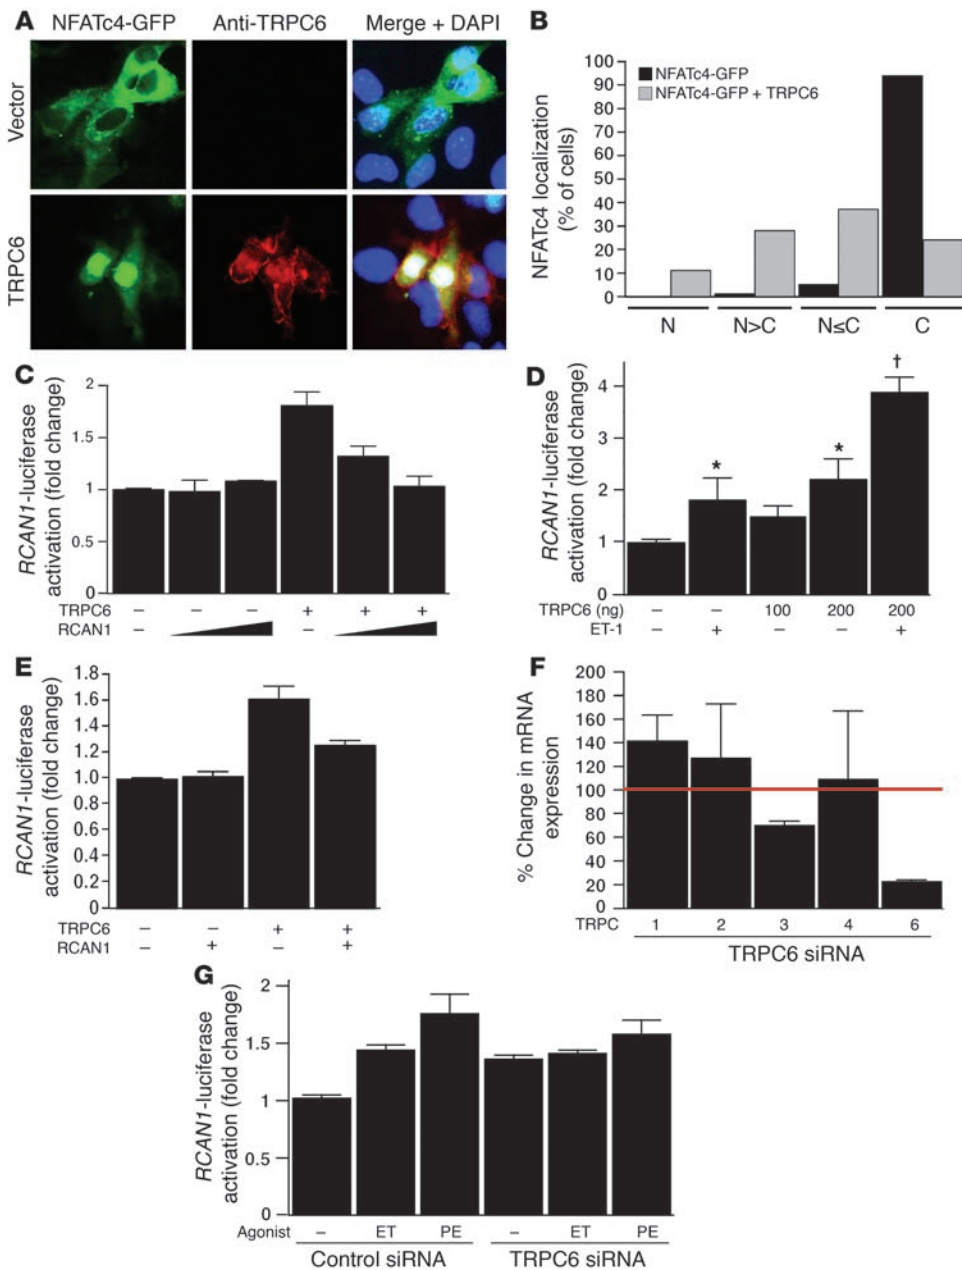 A
NFATc4-GFP Anti-TRPC6 Merge + DAPI
Vector
TRPC6
B
NFATc4 localization
(% of cells)
100
90
80
70
60
50
40
30
20
10
0
NFATc4-GFP
NFATc4-GFP + TRPC6
N N>C N≤C C
C
RCAN1-luciferase
activation (fold change)
2
1.5
1
0.5
0
TRPC6 – – – + + +
RCAN1 – –
D
RCAN1-luciferase
activation (fold change)
4
2
1
0
* * †
TRPC6 (ng) – – 100 200 200
ET-1 – + – – +
E
RCAN1-luciferase
activation (fold change)
1.8
1.6
1.4
1.2
1.0
0.8
0.6
0.4
0.2
0
TRPC6 – – + +
RCAN1 – + – +
F
% Change in mRNA
expression
200
180
160
140
120
100
80
60
40
20
0
TRPC 1 2 3 4 6
TRPC6 siRNA
G
RCAN1-luciferase
activation (fold change)
2
1.5
1
0.5
0
Agonist – ET PE – ET PE
Control siRNA TRPC6 siRNA